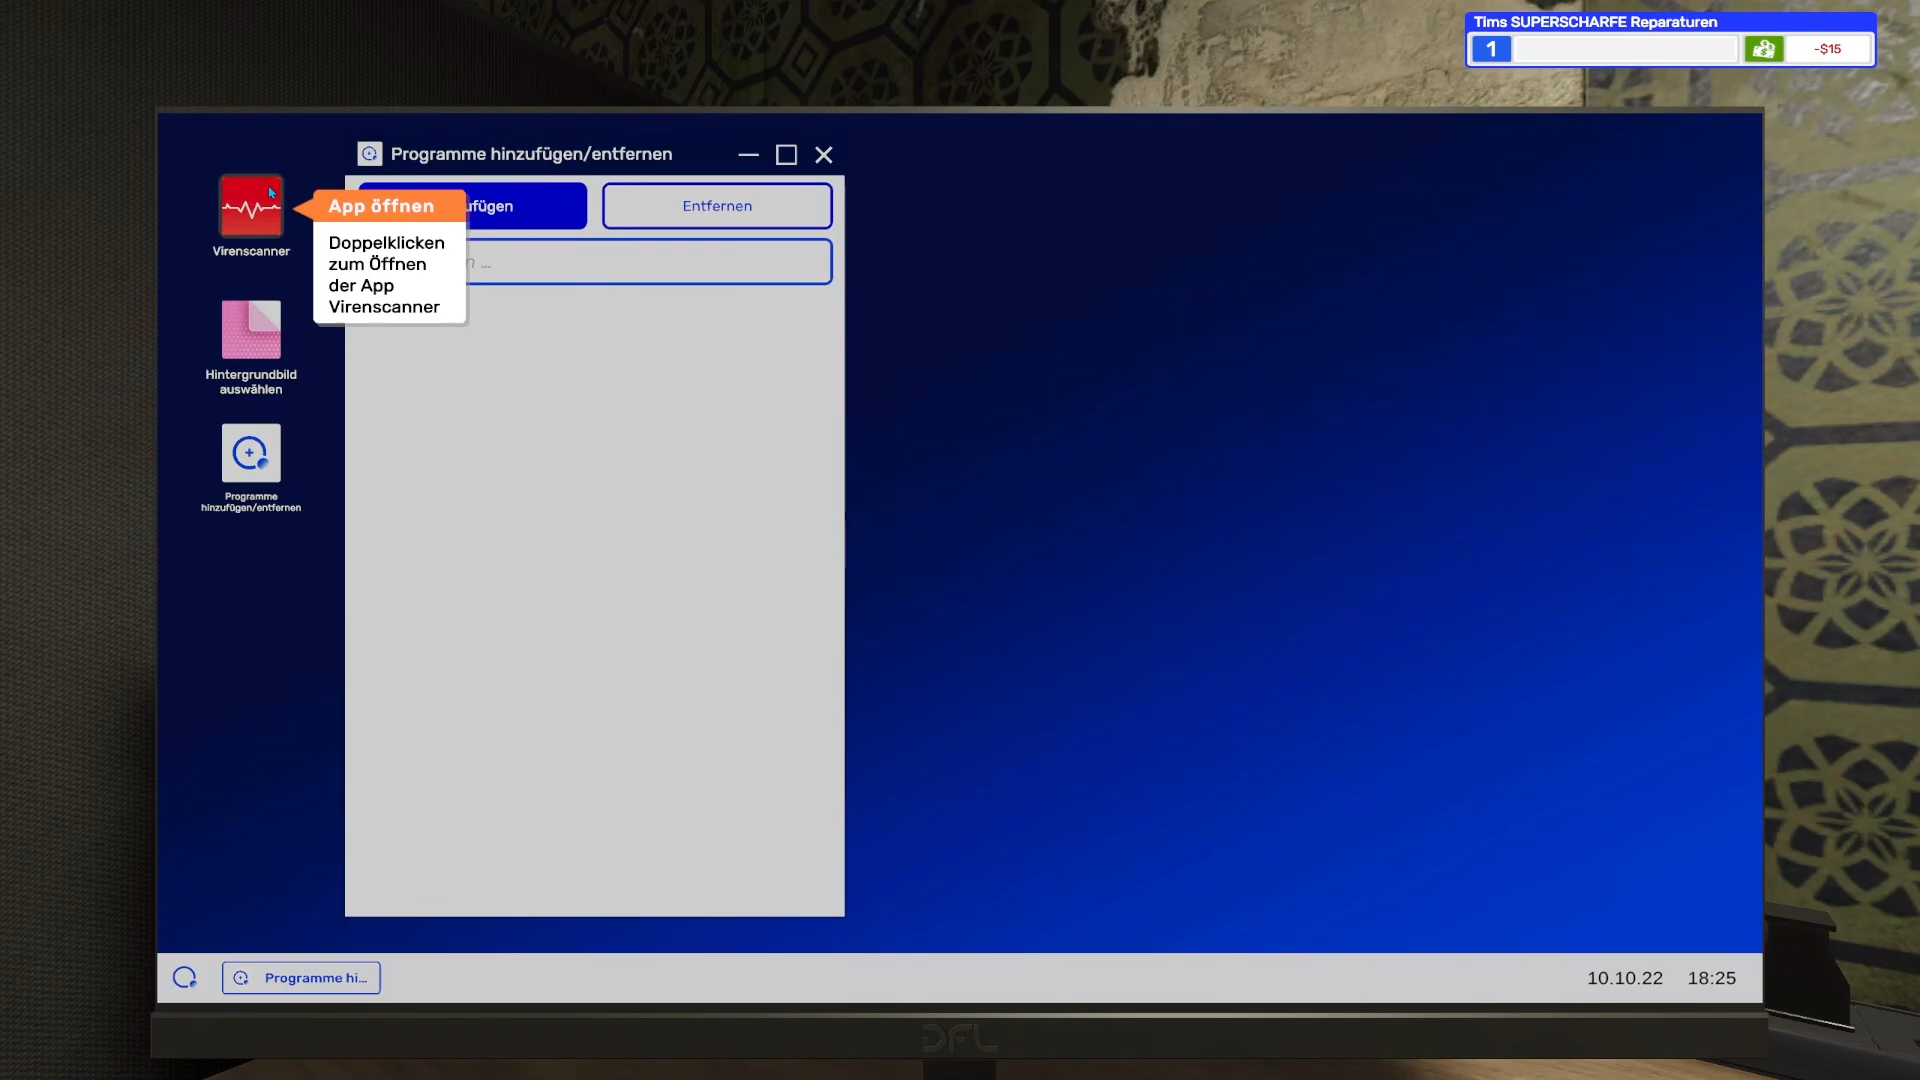 Tims SUPERSCHARFE Reparaturen
1
-$15
Programme hinzufügen/entfernen
App öffnen
ufügen
Entfernen
Doppelklicken
zum Öffnen
der App
Virenscanner
n ...
Virenscanner
Hintergrundbild
auswählen
Programme
hinzufügen/entfernen
Programme hi...
10.10.22
18:25
DFL